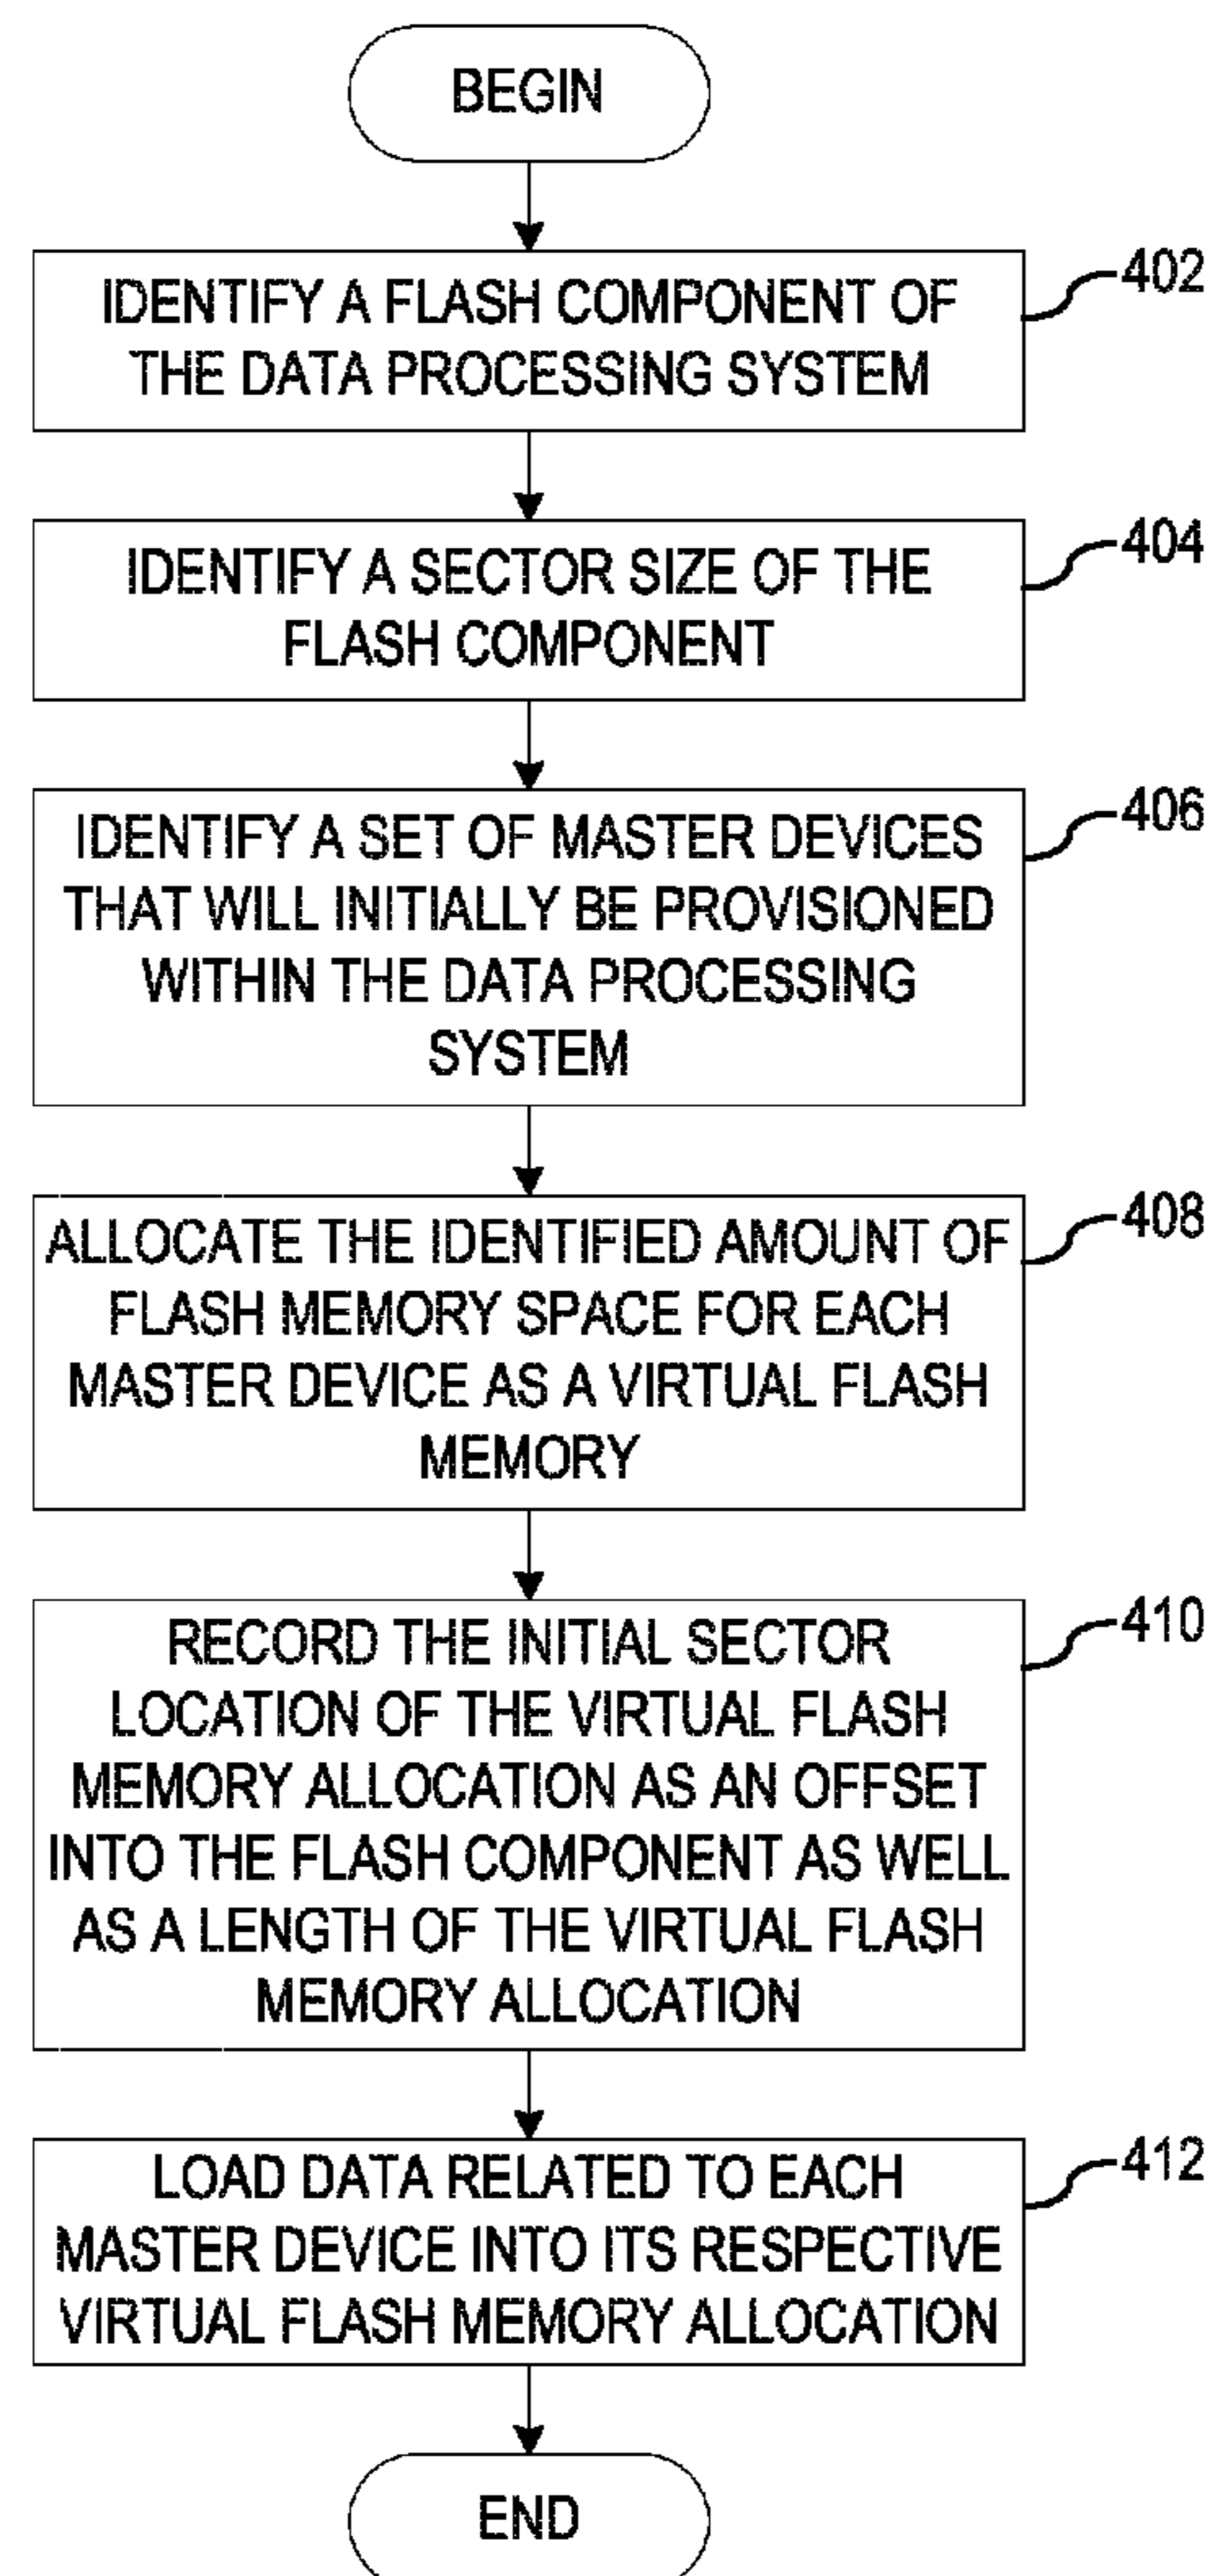 BEGIN
IDENTIFY A FLASH COMPONENT OF
THE DATA PROCESSING SYSTEM
402
IDENTIFY A SECTOR SIZE OF THE
FLASH COMPONENT
404
IDENTIFY A SET OF MASTER DEVICES
THAT WILL INITIALLY BE PROVISIONED
WITHIN THE DATA PROCESSING
SYSTEM
406
ALLOCATE THE IDENTIFIED AMOUNT OF
FLASH MEMORY SPACE FOR EACH
MASTER DEVICE AS A VIRTUAL FLASH
MEMORY
408
RECORD THE INITIAL SECTOR
LOCATION OF THE VIRTUAL FLASH
MEMORY ALLOCATION AS AN OFFSET
INTO THE FLASH COMPONENT AS WELL
AS A LENGTH OF THE VIRTUAL FLASH
MEMORY ALLOCATION
410
LOAD DATA RELATED TO EACH
MASTER DEVICE INTO ITS RESPECTIVE
VIRTUAL FLASH MEMORY ALLOCATION
412
END